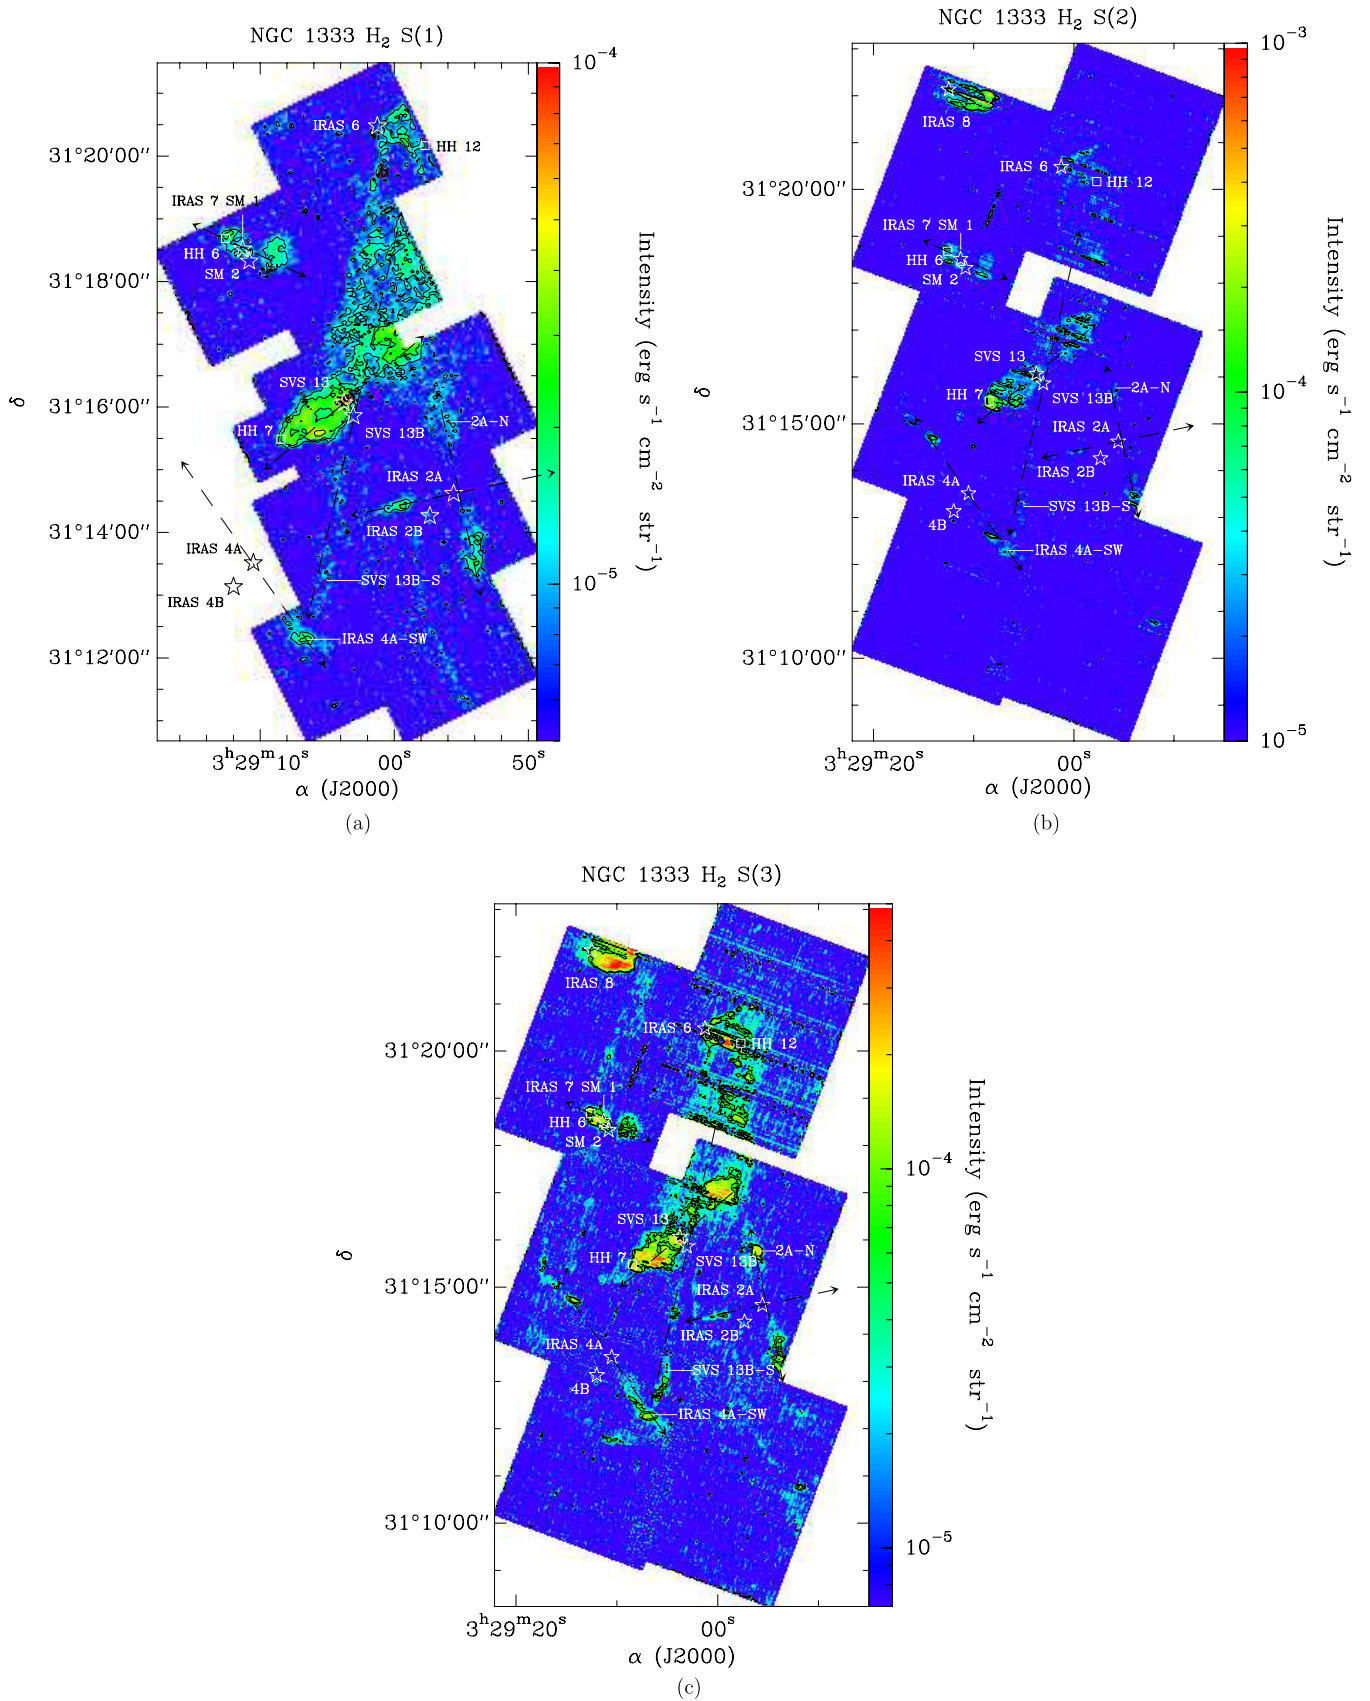 NGC 1333 H₂ S(1)
10⁻⁴
IRAS 6
HH 12
31°20′00″
IRAS 7 SM 1
HH 6
SM 2
31°18′00″
SVS 13
31°16′00″
2A−N
HH 7
SVS 13B
IRAS 2A
31°14′00″
IRAS 2B
IRAS 4A
SVS 13B−S
10⁻⁵
IRAS 4B
IRAS 4A−SW
31°12′00″
δ
Intensity (erg s⁻¹ cm⁻² str⁻¹)
3ʰ29ᵐ10ˢ 00ˢ 50ˢ
α (J2000)
(a)
NGC 1333 H₂ S(2)
10⁻³
IRAS 8
IRAS 6
HH 12
31°20′00″
IRAS 7 SM 1
HH 6
SM 2
SVS 13
10⁻⁴
2A−N
HH 7
SVS 13B
31°15′00″
IRAS 2A
IRAS 2B
IRAS 4A
4B
SVS 13B−S
IRAS 4A−SW
31°10′00″
10⁻⁵
δ
Intensity (erg s⁻¹ cm⁻² str⁻¹)
3ʰ29ᵐ20ˢ 00ˢ
α (J2000)
(b)
NGC 1333 H₂ S(3)
IRAS 8
IRAS 6
HH 12
31°20′00″
IRAS 7 SM 1
HH 6
SM 2
10⁻⁴
SVS 13
2A−N
HH 7
SVS 13B
31°15′00″
IRAS 2A
IRAS 2B
IRAS 4A
SVS 13B−S
4B
IRAS 4A−SW
31°10′00″
10⁻⁵
δ
Intensity (erg s⁻¹ cm⁻² str⁻¹)
3ʰ29ᵐ20ˢ 00ˢ
α (J2000)
(c)